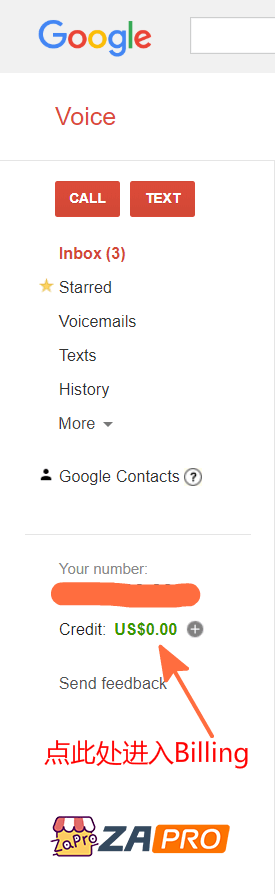 Google
Voice
CALL TEXT
Inbox (3)
Starred
Voicemails
Texts
History
More
Google Contacts ?
Your number:
Credit: US$0.00 +
Send feedback
点此处进入Billing
ZaPro
ZAPRO